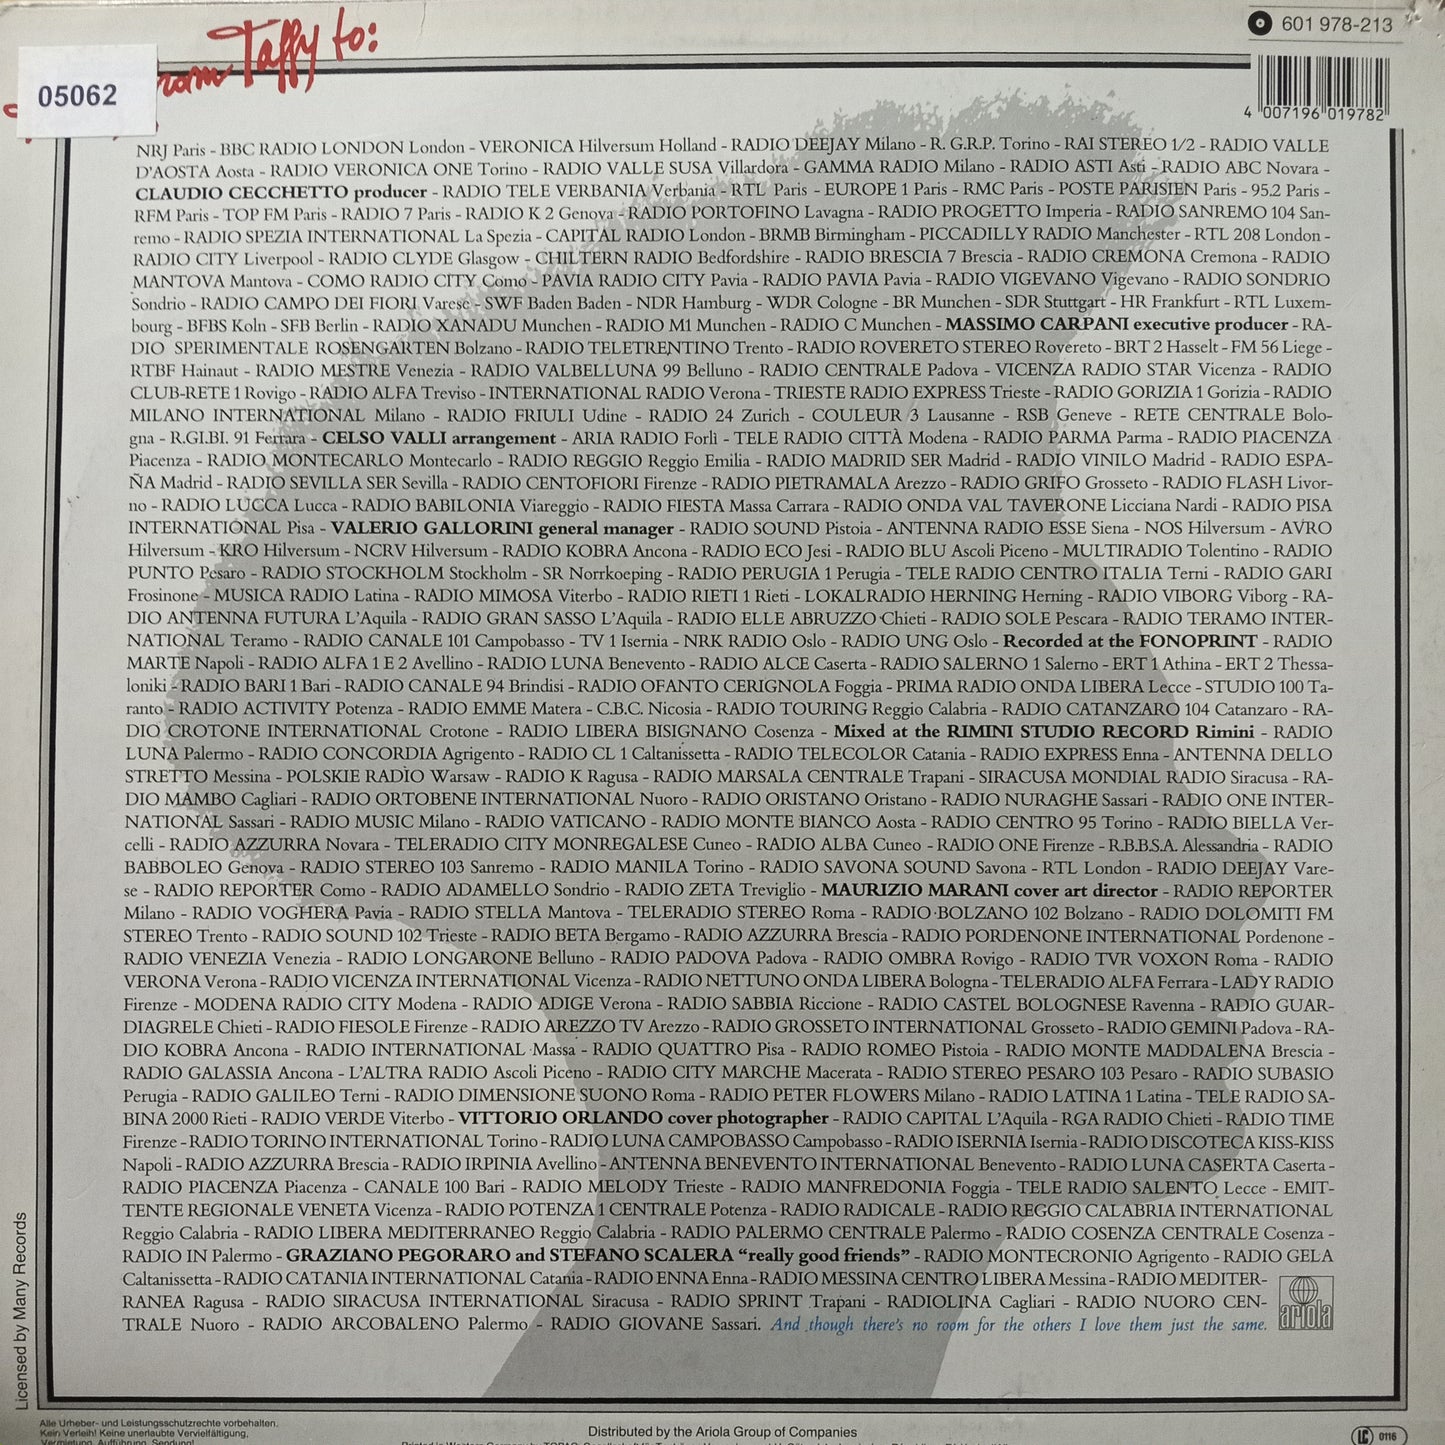 from Taffy to:
601 978-213
05062
4 007196 019782
NRJ Paris - BBC RADIO LONDON London - VERONICA Hilversum Holland - RADIO DEEJAY Milano - R. G.R.P. Torino - RAI STEREO 1/2 - RADIO VALLE
D'AOSTA Aosta - RADIO VERONICA ONE Torino - RADIO VALLE SUSA Villardora - GAMMA RADIO Milano - RADIO ASTI Asti - RADIO ABC Novara -
CLAUDIO CECCHETTO producer - RADIO TELE VERBANIA Verbania - RTL Paris - EUROPE 1 Paris - RMC Paris - POSTE PARISIEN Paris - 95.2 Paris -
RFM Paris - TOP FM Paris - RADIO 7 Paris - RADIO K 2 Genova - RADIO PORTOFINO Lavagna - RADIO PROGETTO Imperia - RADIO SANREMO 104 San-
remo - RADIO SPEZIA INTERNATIONAL La Spezia - CAPITAL RADIO London - BRMB Birmingham - PICCADILLY RADIO Manchester - RTL 208 London -
RADIO CITY Liverpool - RADIO CLYDE Glasgow - CHILTERN RADIO Bedfordshire - RADIO BRESCIA 7 Brescia - RADIO CREMONA Cremona - RADIO
MANTOVA Mantova - COMO RADIO CITY Como - PAVIA RADIO CITY Pavia - RADIO PAVIA Pavia - RADIO VIGEVANO Vigevano - RADIO SONDRIO
Sondrio - RADIO CAMPO DEI FIORI Varese - SWF Baden Baden - NDR Hamburg - WDR Cologne - BR Munchen - SDR Stuttgart - HR Frankfurt - RTL Luxem-
bourg - BFBS Koln - SFB Berlin - RADIO XANADU Munchen - RADIO M1 Munchen - RADIO C Munchen - MASSIMO CARPANI executive producer - RA-
DIO SPERIMENTALE ROSENGARTEN Bolzano - RADIO TELETRENTINO Trento - RADIO ROVERETO STEREO Rovereto - BRT 2 Hasselt - FM 56 Liege -
RTBF Hainaut - RADIO MESTRE Venezia - RADIO VALBELLUNA 99 Belluno - RADIO CENTRALE Padova - VICENZA RADIO STAR Vicenza - RADIO
CLUB-RETE 1 Rovigo - RADIO ALFA Treviso - INTERNATIONAL RADIO Verona - TRIESTE RADIO EXPRESS Trieste - RADIO GORIZIA 1 Gorizia - RADIO
MILANO INTERNATIONAL Milano - RADIO FRIULI Udine - RADIO 24 Zurich - COULEUR 3 Lausanne - RSB Geneve - RETE CENTRALE Bolo-
gna - R.GI.BI. 91 Ferrara - CELSO VALLI arrangement - ARIA RADIO Forlì - TELE RADIO CITTÀ Modena - RADIO PARMA Parma - RADIO PIACENZA
Piacenza - RADIO MONTECARLO Montecarlo - RADIO REGGIO Reggio Emilia - RADIO MADRID SER Madrid - RADIO VINILO Madrid - RADIO ESPA-
ÑA Madrid - RADIO SEVILLA SER Sevilla - RADIO CENTOFIORI Firenze - RADIO PIETRAMALA Arezzo - RADIO GRIFO Grosseto - RADIO FLASH Livor-
no - RADIO LUCCA Lucca - RADIO BABILONIA Viareggio - RADIO FIESTA Massa Carrara - RADIO ONDA VAL TAVERONE Licciana Nardi - RADIO PISA
INTERNATIONAL Pisa - VALERIO GALLORINI general manager - RADIO SOUND Pistoia - ANTENNA RADIO ESSE Siena - NOS Hilversum - AVRO
Hilversum - KRO Hilversum - NCRV Hilversum - RADIO KOBRA Ancona - RADIO ECO Jesi - RADIO BLU Ascoli Piceno - MULTIRADIO Tolentino - RADIO
PUNTO Pesaro - RADIO STOCKHOLM Stockholm - SR Norrkoeping - RADIO PERUGIA 1 Perugia - TELE RADIO CENTRO ITALIA Terni - RADIO GARI
Frosinone - MUSICA RADIO Latina - RADIO MIMOSA Viterbo - RADIO RIETI 1 Rieti - LOKALRADIO HERNING Herning - RADIO VIBORG Viborg - RA-
DIO ANTENNA FUTURA L'Aquila - RADIO GRAN SASSO L'Aquila - RADIO ELLE ABRUZZO Chieti - RADIO SOLE Pescara - RADIO TERAMO INTER-
NATIONAL Teramo - RADIO CANALE 101 Campobasso - TV 1 Isernia - NRK RADIO Oslo - RADIO UNG Oslo - Recorded at the FONOPRINT - RADIO
MARTE Napoli - RADIO ALFA 1 E 2 Avellino - RADIO LUNA Benevento - RADIO ALCE Caserta - RADIO SALERNO 1 Salerno - ERT 1 Athina - ERT 2 Thessa-
loniki - RADIO BARI 1 Bari - RADIO CANALE 94 Brindisi - RADIO OFANTO CERIGNOLA Foggia - PRIMA RADIO ONDA LIBERA Lecce - STUDIO 100 Ta-
ranto - RADIO ACTIVITY Potenza - RADIO EMME Matera - C.B.C. Nicosia - RADIO TOURING Reggio Calabria - RADIO CATANZARO 104 Catanzaro - RA-
DIO CROTONE INTERNATIONAL Crotone - RADIO LIBERA BISIGNANO Cosenza - Mixed at the RIMINI STUDIO RECORD Rimini - RADIO
LUNA Palermo - RADIO CONCORDIA Agrigento - RADIO CL 1 Caltanissetta - RADIO TELECOLOR Catania - RADIO EXPRESS Enna - ANTENNA DELLO
STRETTO Messina - POLSKIE RADIO Warsaw - RADIO K Ragusa - RADIO MARSALA CENTRALE Trapani - SIRACUSA MONDIAL RADIO Siracusa - RA-
DIO MAMBO Cagliari - RADIO ORTOBENE INTERNATIONAL Nuoro - RADIO ORISTANO Oristano - RADIO NURAGHE Sassari - RADIO ONE INTER-
NATIONAL Sassari - RADIO MUSIC Milano - RADIO VATICANO - RADIO MONTE BIANCO Aosta - RADIO CENTRO 95 Torino - RADIO BIELLA Ver-
celli - RADIO AZZURRA Novara - TELERADIO CITY MONREGALESE Cuneo - RADIO ALBA Cuneo - RADIO ONE Firenze - R.B.B.S.A. Alessandria - RADIO
BABBOLEO Genova - RADIO STEREO 103 Sanremo - RADIO MANILA Torino - RADIO SAVONA SOUND Savona - RTL London - RADIO DEEJAY Vare-
se - RADIO REPORTER Como - RADIO ADAMELLO Sondrio - RADIO ZETA Treviglio - MAURIZIO MARANI cover art director - RADIO REPORTER
Milano - RADIO VOGHERA Pavia - RADIO STELLA Mantova - TELERADIO STEREO Roma - RADIO BOLZANO 102 Bolzano - RADIO DOLOMITI FM
STEREO Trento - RADIO SOUND 102 Trieste - RADIO BETA Bergamo - RADIO AZZURRA Brescia - RADIO PORDENONE INTERNATIONAL Pordenone -
RADIO VENEZIA Venezia - RADIO LONGARONE Belluno - RADIO PADOVA Padova - RADIO OMBRA Rovigo - RADIO TVR VOXON Roma - RADIO
VERONA Verona - RADIO VICENZA INTERNATIONAL Vicenza - RADIO NETTUNO ONDA LIBERA Bologna - TELERADIO ALFA Ferrara - LADY RADIO
Firenze - MODENA RADIO CITY Modena - RADIO ADIGE Verona - RADIO SABBIA Riccione - RADIO CASTEL BOLOGNESE Ravenna - RADIO GUAR-
DIAGRELE Chieti - RADIO FIESOLE Firenze - RADIO AREZZO TV Arezzo - RADIO GROSSETO INTERNATIONAL Grosseto - RADIO GEMINI Padova - RA-
DIO KOBRA Ancona - RADIO INTERNATIONAL Massa - RADIO QUATTRO Pisa - RADIO ROMEO Pistoia - RADIO MONTE MADDALENA Brescia -
RADIO GALASSIA Ancona - L'ALTRA RADIO Ascoli Piceno - RADIO CITY MARCHE Macerata - RADIO STEREO PESARO 103 Pesaro - RADIO SUBASIO
Perugia - RADIO GALILEO Terni - RADIO DIMENSIONE SUONO Roma - RADIO PETER FLOWERS Milano - RADIO LATINA 1 Latina - TELE RADIO SA-
BINA 2000 Rieti - RADIO VERDE Viterbo - VITTORIO ORLANDO cover photographer - RADIO CAPITAL L'Aquila - RGA RADIO Chieti - RADIO TIME
Firenze - RADIO TORINO INTERNATIONAL Torino - RADIO LUNA CAMPOBASSO Campobasso - RADIO ISERNIA Isernia - RADIO DISCOTECA KISS-KISS
Napoli - RADIO AZZURRA Brescia - RADIO IRPINIA Avellino - ANTENNA BENEVENTO INTERNATIONAL Benevento - RADIO LUNA CASERTA Caserta -
RADIO PIACENZA Piacenza - CANALE 100 Bari - RADIO MELODY Trieste - RADIO MANFREDONIA Foggia - TELE RADIO SALENTO Lecce - EMIT-
TENTE REGIONALE VENETA Vicenza - RADIO POTENZA 1 CENTRALE Potenza - RADIO RADICALE - RADIO REGGIO CALABRIA INTERNATIONAL
Reggio Calabria - RADIO LIBERA MEDITERRANEO Reggio Calabria - RADIO PALERMO CENTRALE Palermo - RADIO COSENZA CENTRALE Cosenza -
RADIO IN Palermo - GRAZIANO PEGORARO and STEFANO SCALERA "really good friends" - RADIO MONTECRONIO Agrigento - RADIO GELA
Caltanissetta - RADIO CATANIA INTERNATIONAL Catania - RADIO ENNA Enna - RADIO MESSINA CENTRO LIBERA Messina - RADIO MEDITER-
RANEA Ragusa - RADIO SIRACUSA INTERNATIONAL Siracusa - RADIO SPRINT Trapani - RADIOLINA Cagliari - RADIO NUORO CEN-
TRALE Nuoro - RADIO ARCOBALENO Palermo - RADIO GIOVANE Sassari. And though there's no room for the others I love them just the same.
ariola
Licensed by Many Records
Alle Urheber- und Leistungsschutzrechte vorbehalten.
Kein Verleih! Keine unerlaubte Vervielfältigung,
Vermietung, Aufführung, Sendung!
Distributed by the Ariola Group of Companies
LC 0116